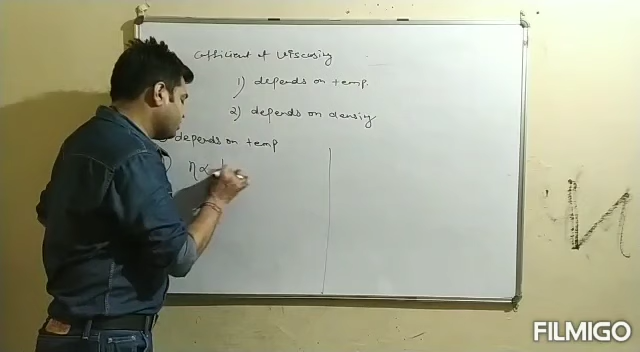 Coefficient of Viscosity
1) depends on temp.
2) depends on density
depends on temp
η ∝
FILMIGO